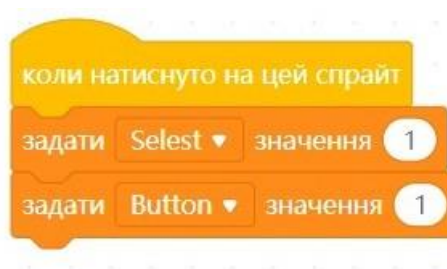 коли натиснуто на цей спрайт
задати Selest значення 1
задати Button значення 1